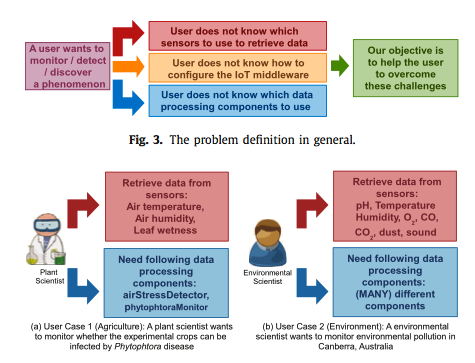 A user wants to
monitor / detect
/ discover
a phenomenon
User does not know which
sensors to use to retrieve data
User does not know how to
configure the IoT middleware
User does not know which data
processing components to use
Our objective is
to help the user
to overcome
these challenges
Fig. 3. The problem definition in general.
Plant
Scientist
Retrieve data from
sensors:
Air temperature,
Air humidity,
Leaf wetness
Need following data
processing
components:
airStressDetector,
phytophtoraMonitor
(a) User Case 1 (Agriculture): A plant scientist wants
to monitor whether the experimental crops can be
infected by Phytophtora disease
Environmental
Scientist
Retrieve data from
sensors:
pH, Temperature
Humidity, O2, CO,
CO2, dust, sound
Need following data
processing
components:
(MANY) different
components
(b) User Case 2 (Environment): A environmental
scientist wants to monitor environmental pollution in
Canberra, Australia